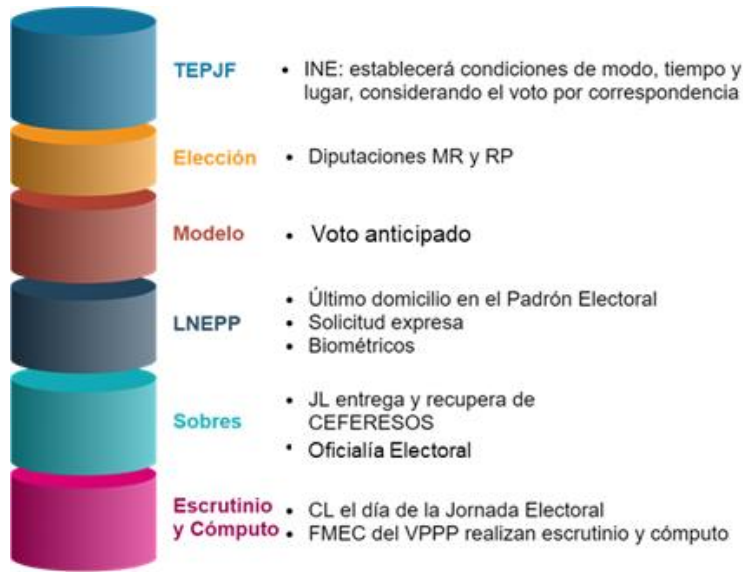 TEPJF
• INE: establecerá condiciones de modo, tiempo y
lugar, considerando el voto por correspondencia
Elección
• Diputaciones MR y RP
Modelo
• Voto anticipado
LNEPP
• Último domicilio en el Padrón Electoral
• Solicitud expresa
• Biométricos
Sobres
• JL entrega y recupera de
CEFERESOS
• Oficialía Electoral
Escrutinio
y Cómputo
• CL el día de la Jornada Electoral
• FMEC del VPPP realizan escrutinio y cómputo